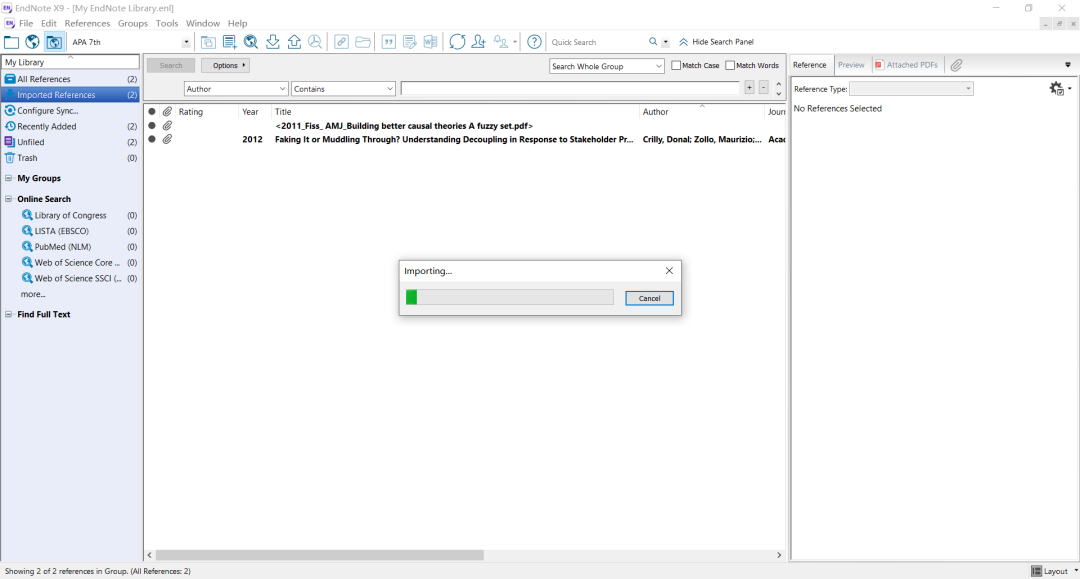 EndNote X9 - [My EndNote Library.enl]
File Edit References Groups Tools Window Help
APA 7th
Quick Search
Hide Search Panel
My Library
All References (2)
Imported References (2)
Configure Sync...
Recently Added (2)
Unfiled (2)
Trash (0)
My Groups
Online Search
Library of Congress (0)
LISTA (EBSCO) (0)
PubMed (NLM) (0)
Web of Science Core ... (0)
Web of Science SSCI (... (0)
more...
Find Full Text
Search Options Search Whole Group Match Case Match Words
Author Contains + -
Rating Year Title Author Journ
<2011_Fiss_ AMJ_Building better causal theories A fuzzy set.pdf>
2012 Faking It or Muddling Through? Understanding Decoupling in Response to Stakeholder Pr... Crilly, Donal; Zollo, Maurizio;... Acad
Importing...
Cancel
Reference Preview Attached PDFs
Reference Type:
No References Selected
Showing 2 of 2 references in Group. (All References: 2)
Layout